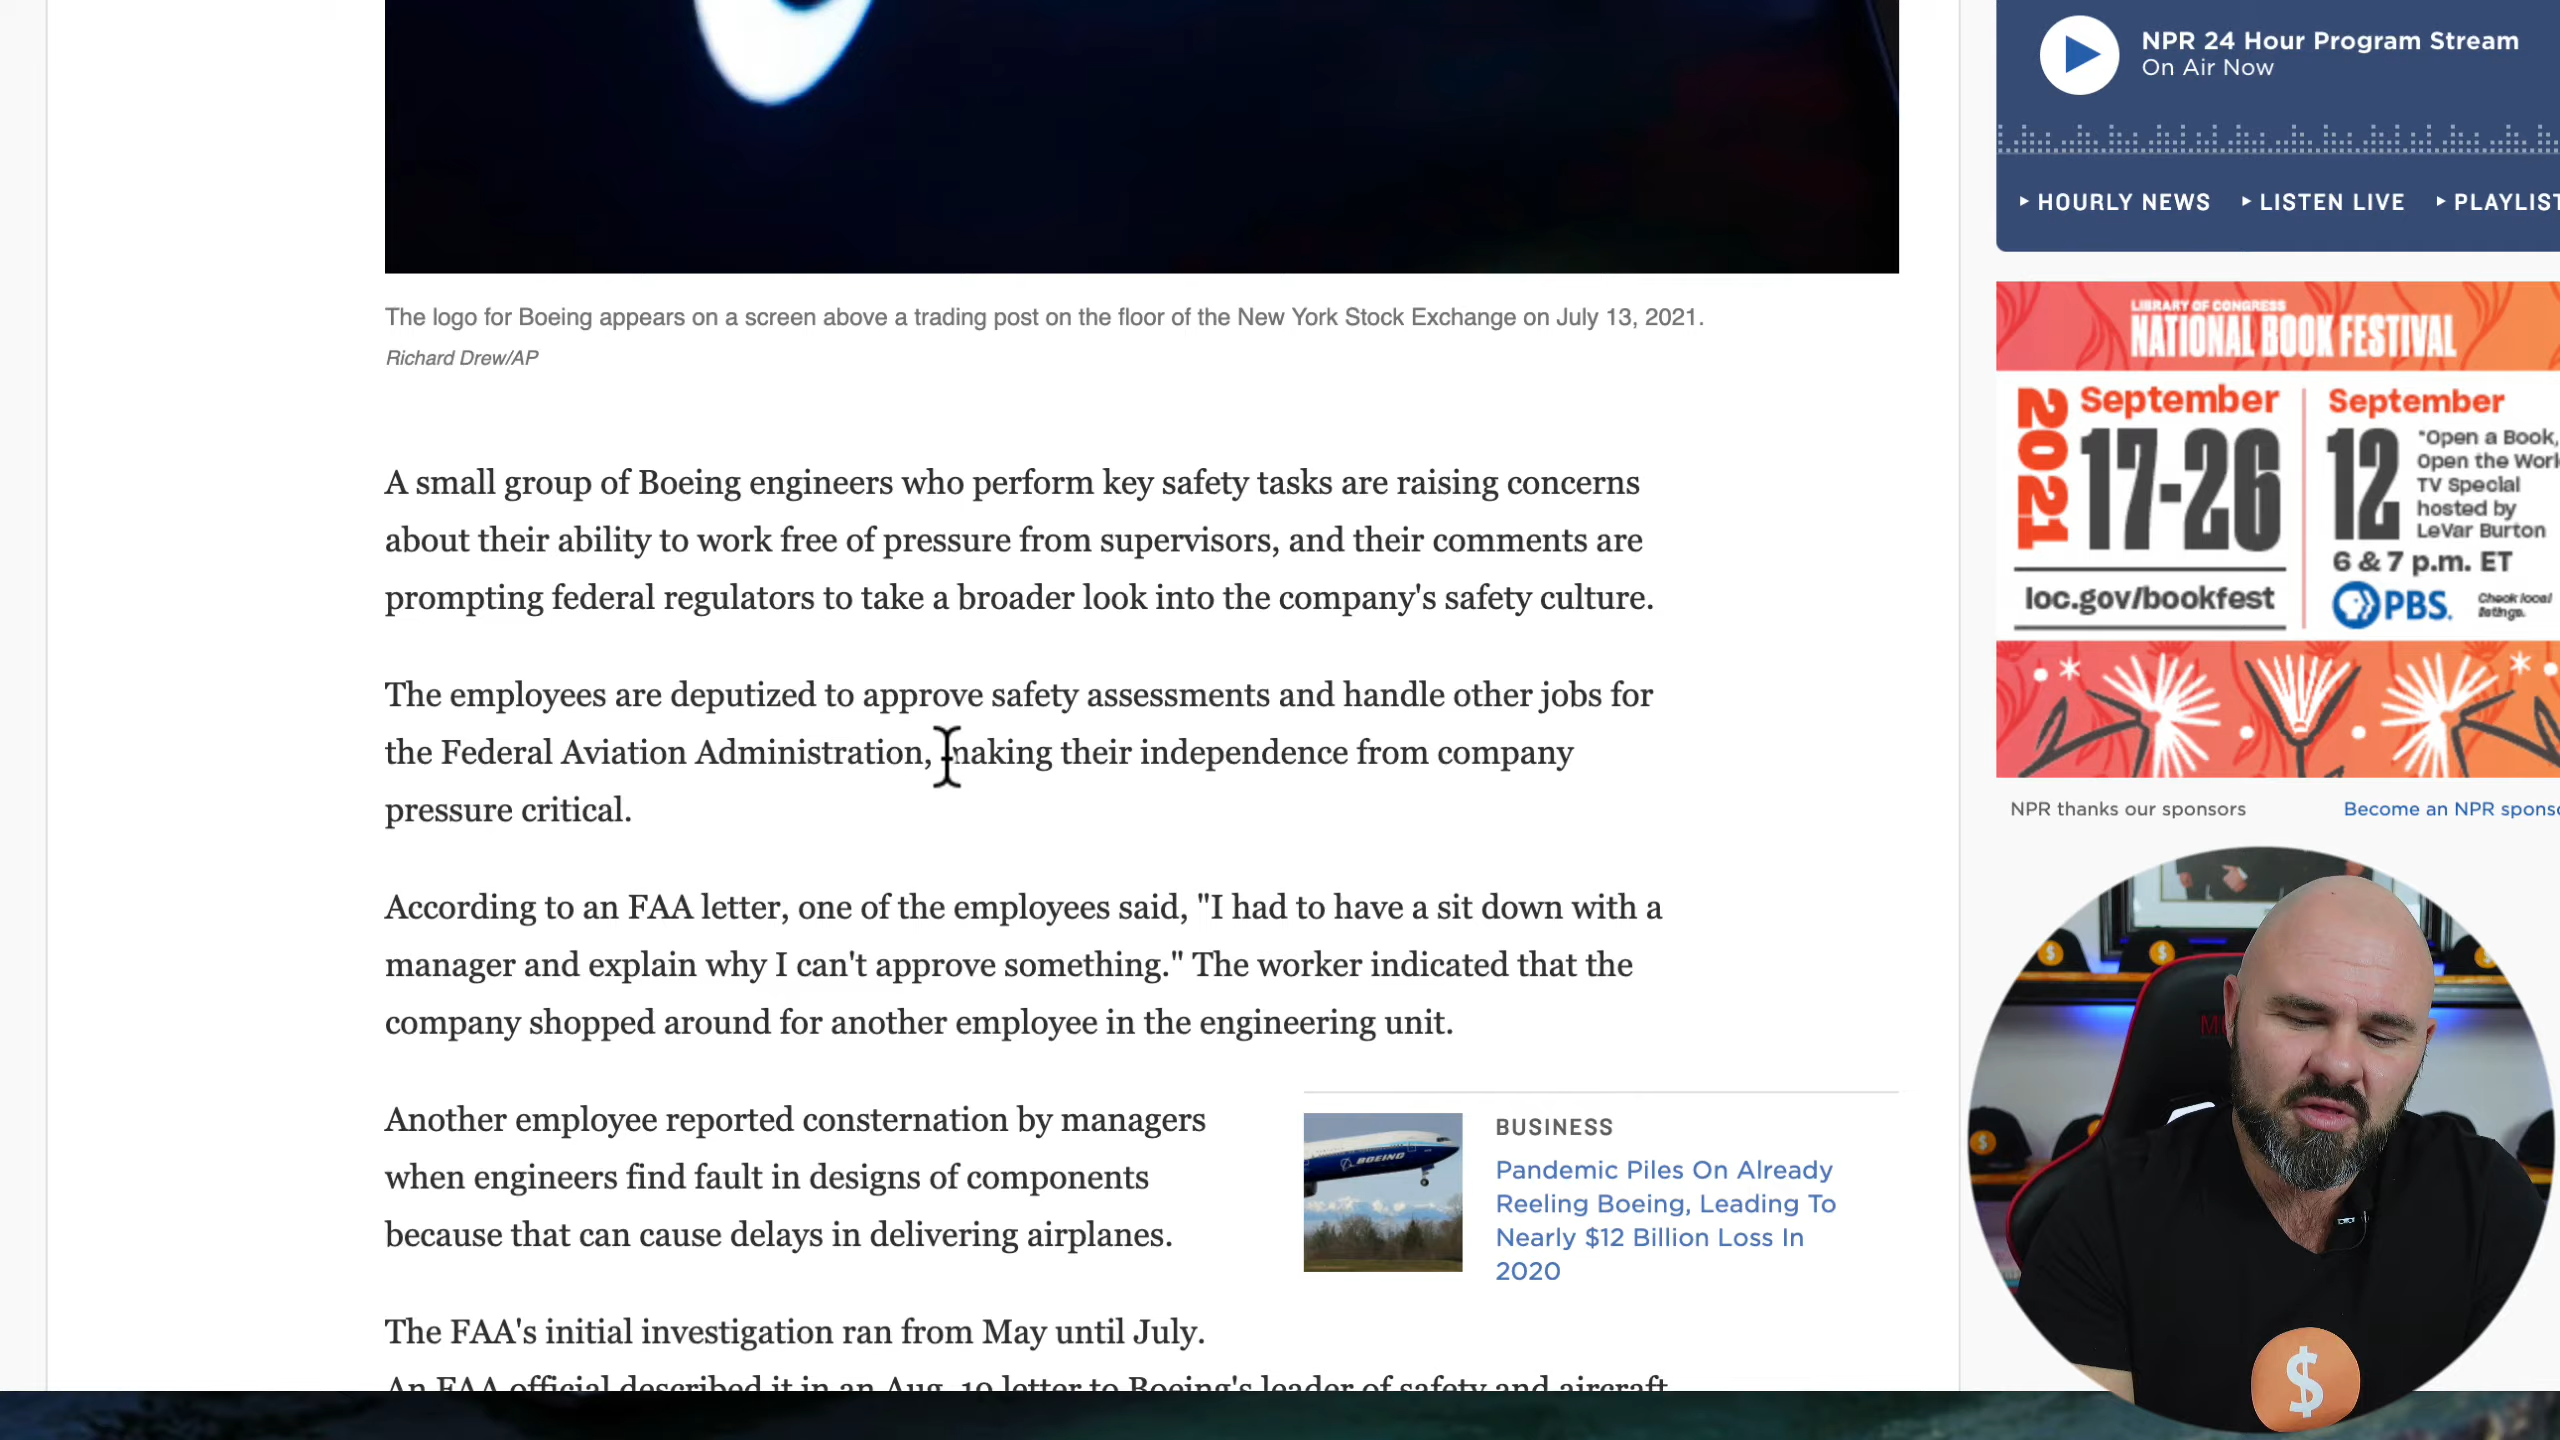 NPR 24 Hour Program Stream
On Air Now
HOURLY NEWS
LISTEN LIVE
PLAYLIST
The logo for Boeing appears on a screen above a trading post on the floor of the New York Stock Exchange on July 13, 2021.
Richard Drew/AP
A small group of Boeing engineers who perform key safety tasks are raising concerns
about their ability to work free of pressure from supervisors, and their comments are
prompting federal regulators to take a broader look into the company's safety culture.
The employees are deputized to approve safety assessments and handle other jobs for
the Federal Aviation Administration, making their independence from company
pressure critical.
According to an FAA letter, one of the employees said, "I had to have a sit down with a
manager and explain why I can't approve something." The worker indicated that the
company shopped around for another employee in the engineering unit.
Another employee reported consternation by managers
when engineers find fault in designs of components
because that can cause delays in delivering airplanes.
The FAA's initial investigation ran from May until July.
An FAA official described it in an Aug. 19 letter to Boeing's leader of safety and aircraft
BOEING
BUSINESS
Pandemic Piles On Already
Reeling Boeing, Leading To
Nearly $12 Billion Loss In
2020
LIBRARY OF CONGRESS
NATIONAL BOOK FESTIVAL
2021
September
17-26
loc.gov/bookfest
September
12
"Open a Book,
Open the Worl
TV Special
hosted by
LeVar Burton
6 & 7 p.m. ET
PBS.
Check local
listings.
NPR thanks our sponsors
Become an NPR sponso
$